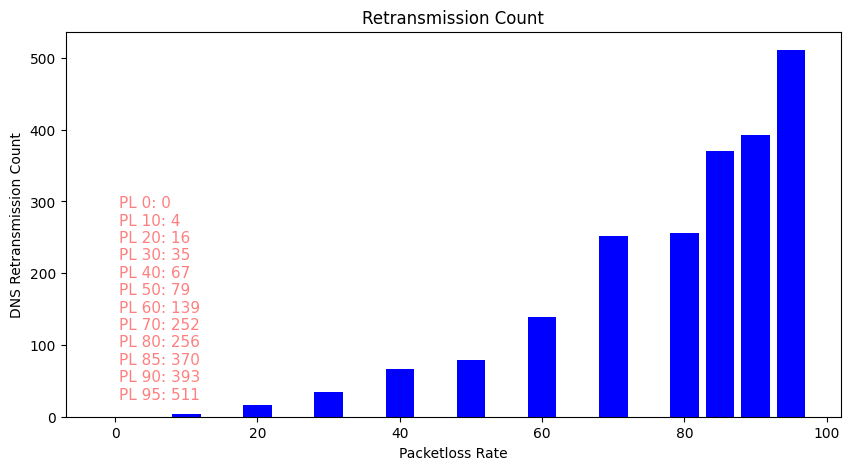 Retransmission Count
DNS Retransmission Count
500
400
300
200
100
0
PL 0: 0
PL 10: 4
PL 20: 16
PL 30: 35
PL 40: 67
PL 50: 79
PL 60: 139
PL 70: 252
PL 80: 256
PL 85: 370
PL 90: 393
PL 95: 511
0 20 40 60 80 100
Packetloss Rate